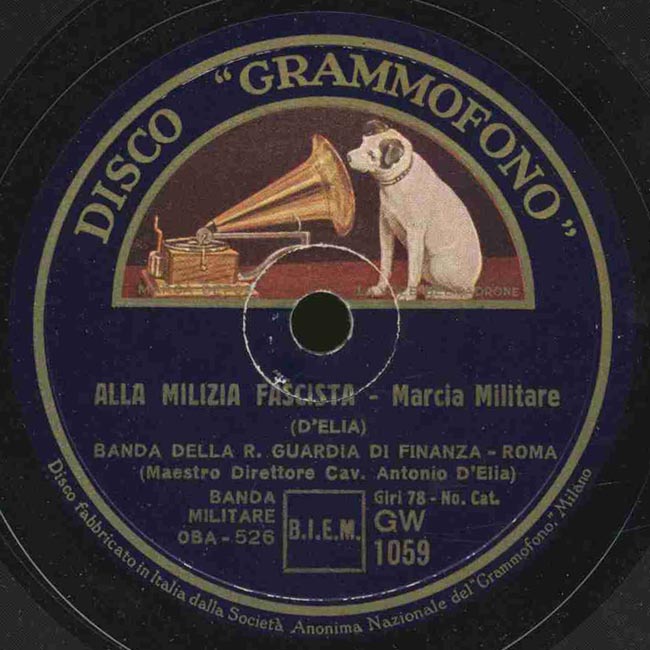 DISCO "GRAMMOFONO"
ALLA MILIZIA FASCISTA - Marcia Militare
(D'ELIA)
BANDA DELLA R. GUARDIA DI FINANZA - ROMA
(Maestro Direttore Cav. Antonio D'Elia)
BANDA
MILITARE
OBA-526
B.I.E.M.
Giri 78 - No. Cat.
GW
1059
Disco fabbricato in Italia dalla Società Anonima Nazionale del "Grammofono", Milano